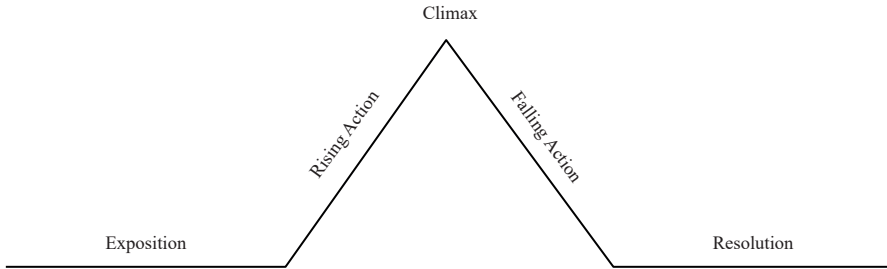 Climax
Rising Action
Falling Action
Exposition
Resolution